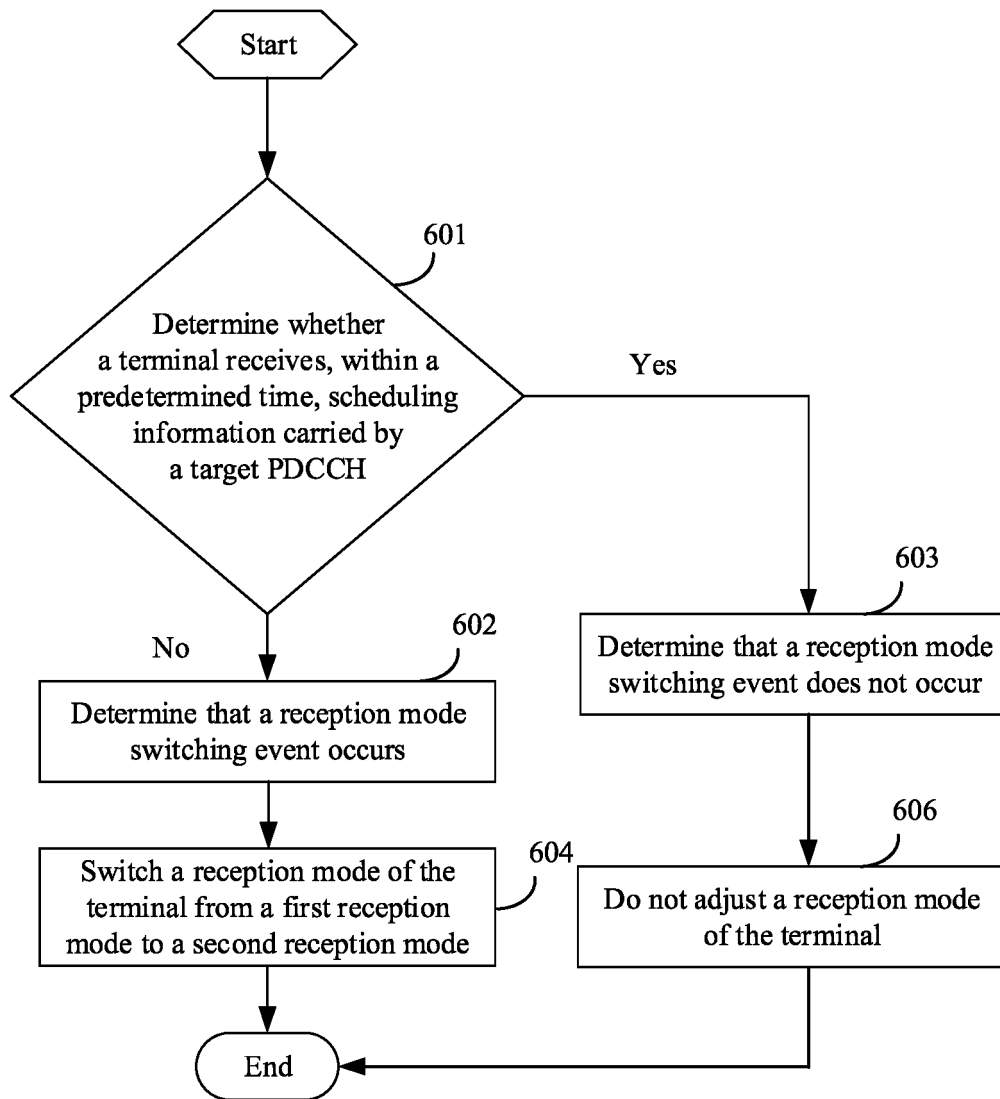 Start
601
Determine whether
a terminal receives, within a
predetermined time, scheduling
information carried by
a target PDCCH
Yes
No
602
Determine that a reception mode
switching event occurs
603
Determine that a reception mode
switching event does not occur
604
Switch a reception mode of the
terminal from a first reception
mode to a second reception mode
606
Do not adjust a reception mode
of the terminal
End